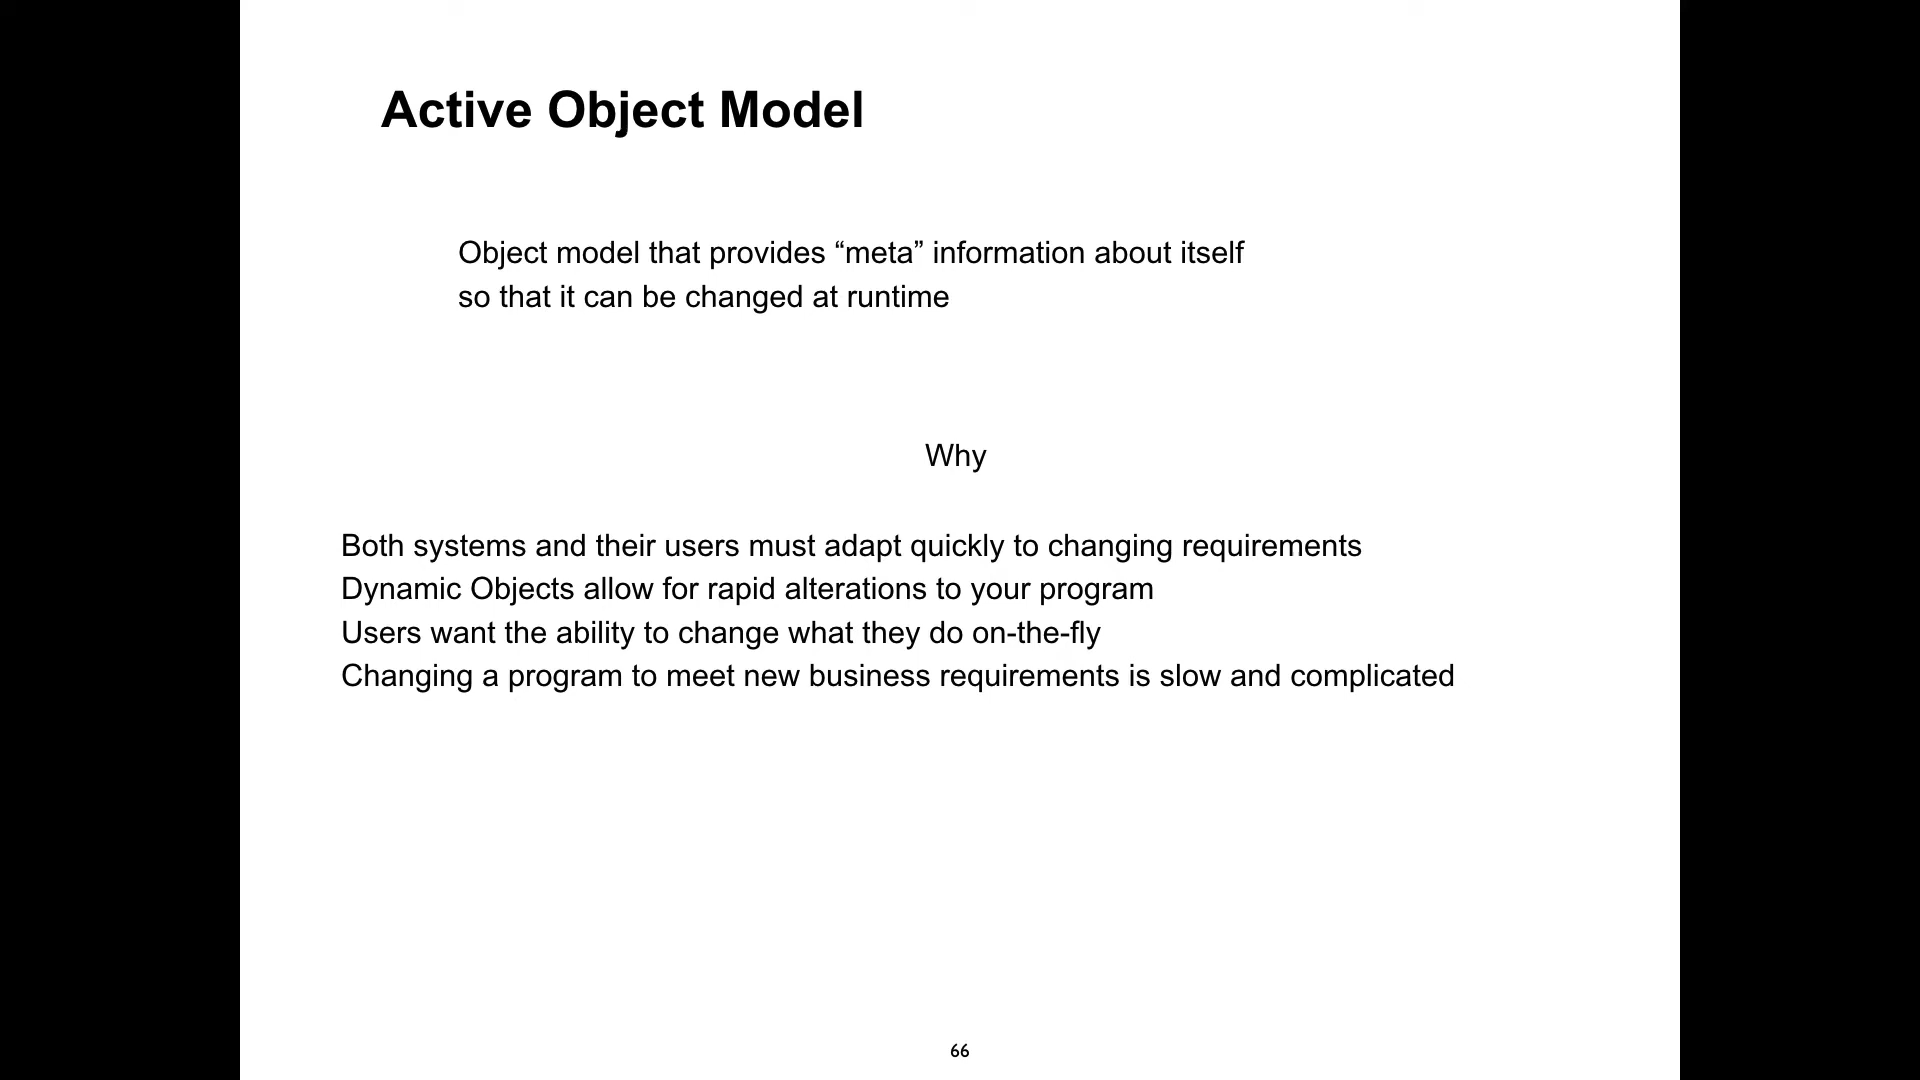 Active Object Model
Object model that provides “meta” information about itself
so that it can be changed at runtime
Why
Both systems and their users must adapt quickly to changing requirements
Dynamic Objects allow for rapid alterations to your program
Users want the ability to change what they do on-the-fly
Changing a program to meet new business requirements is slow and complicated
66